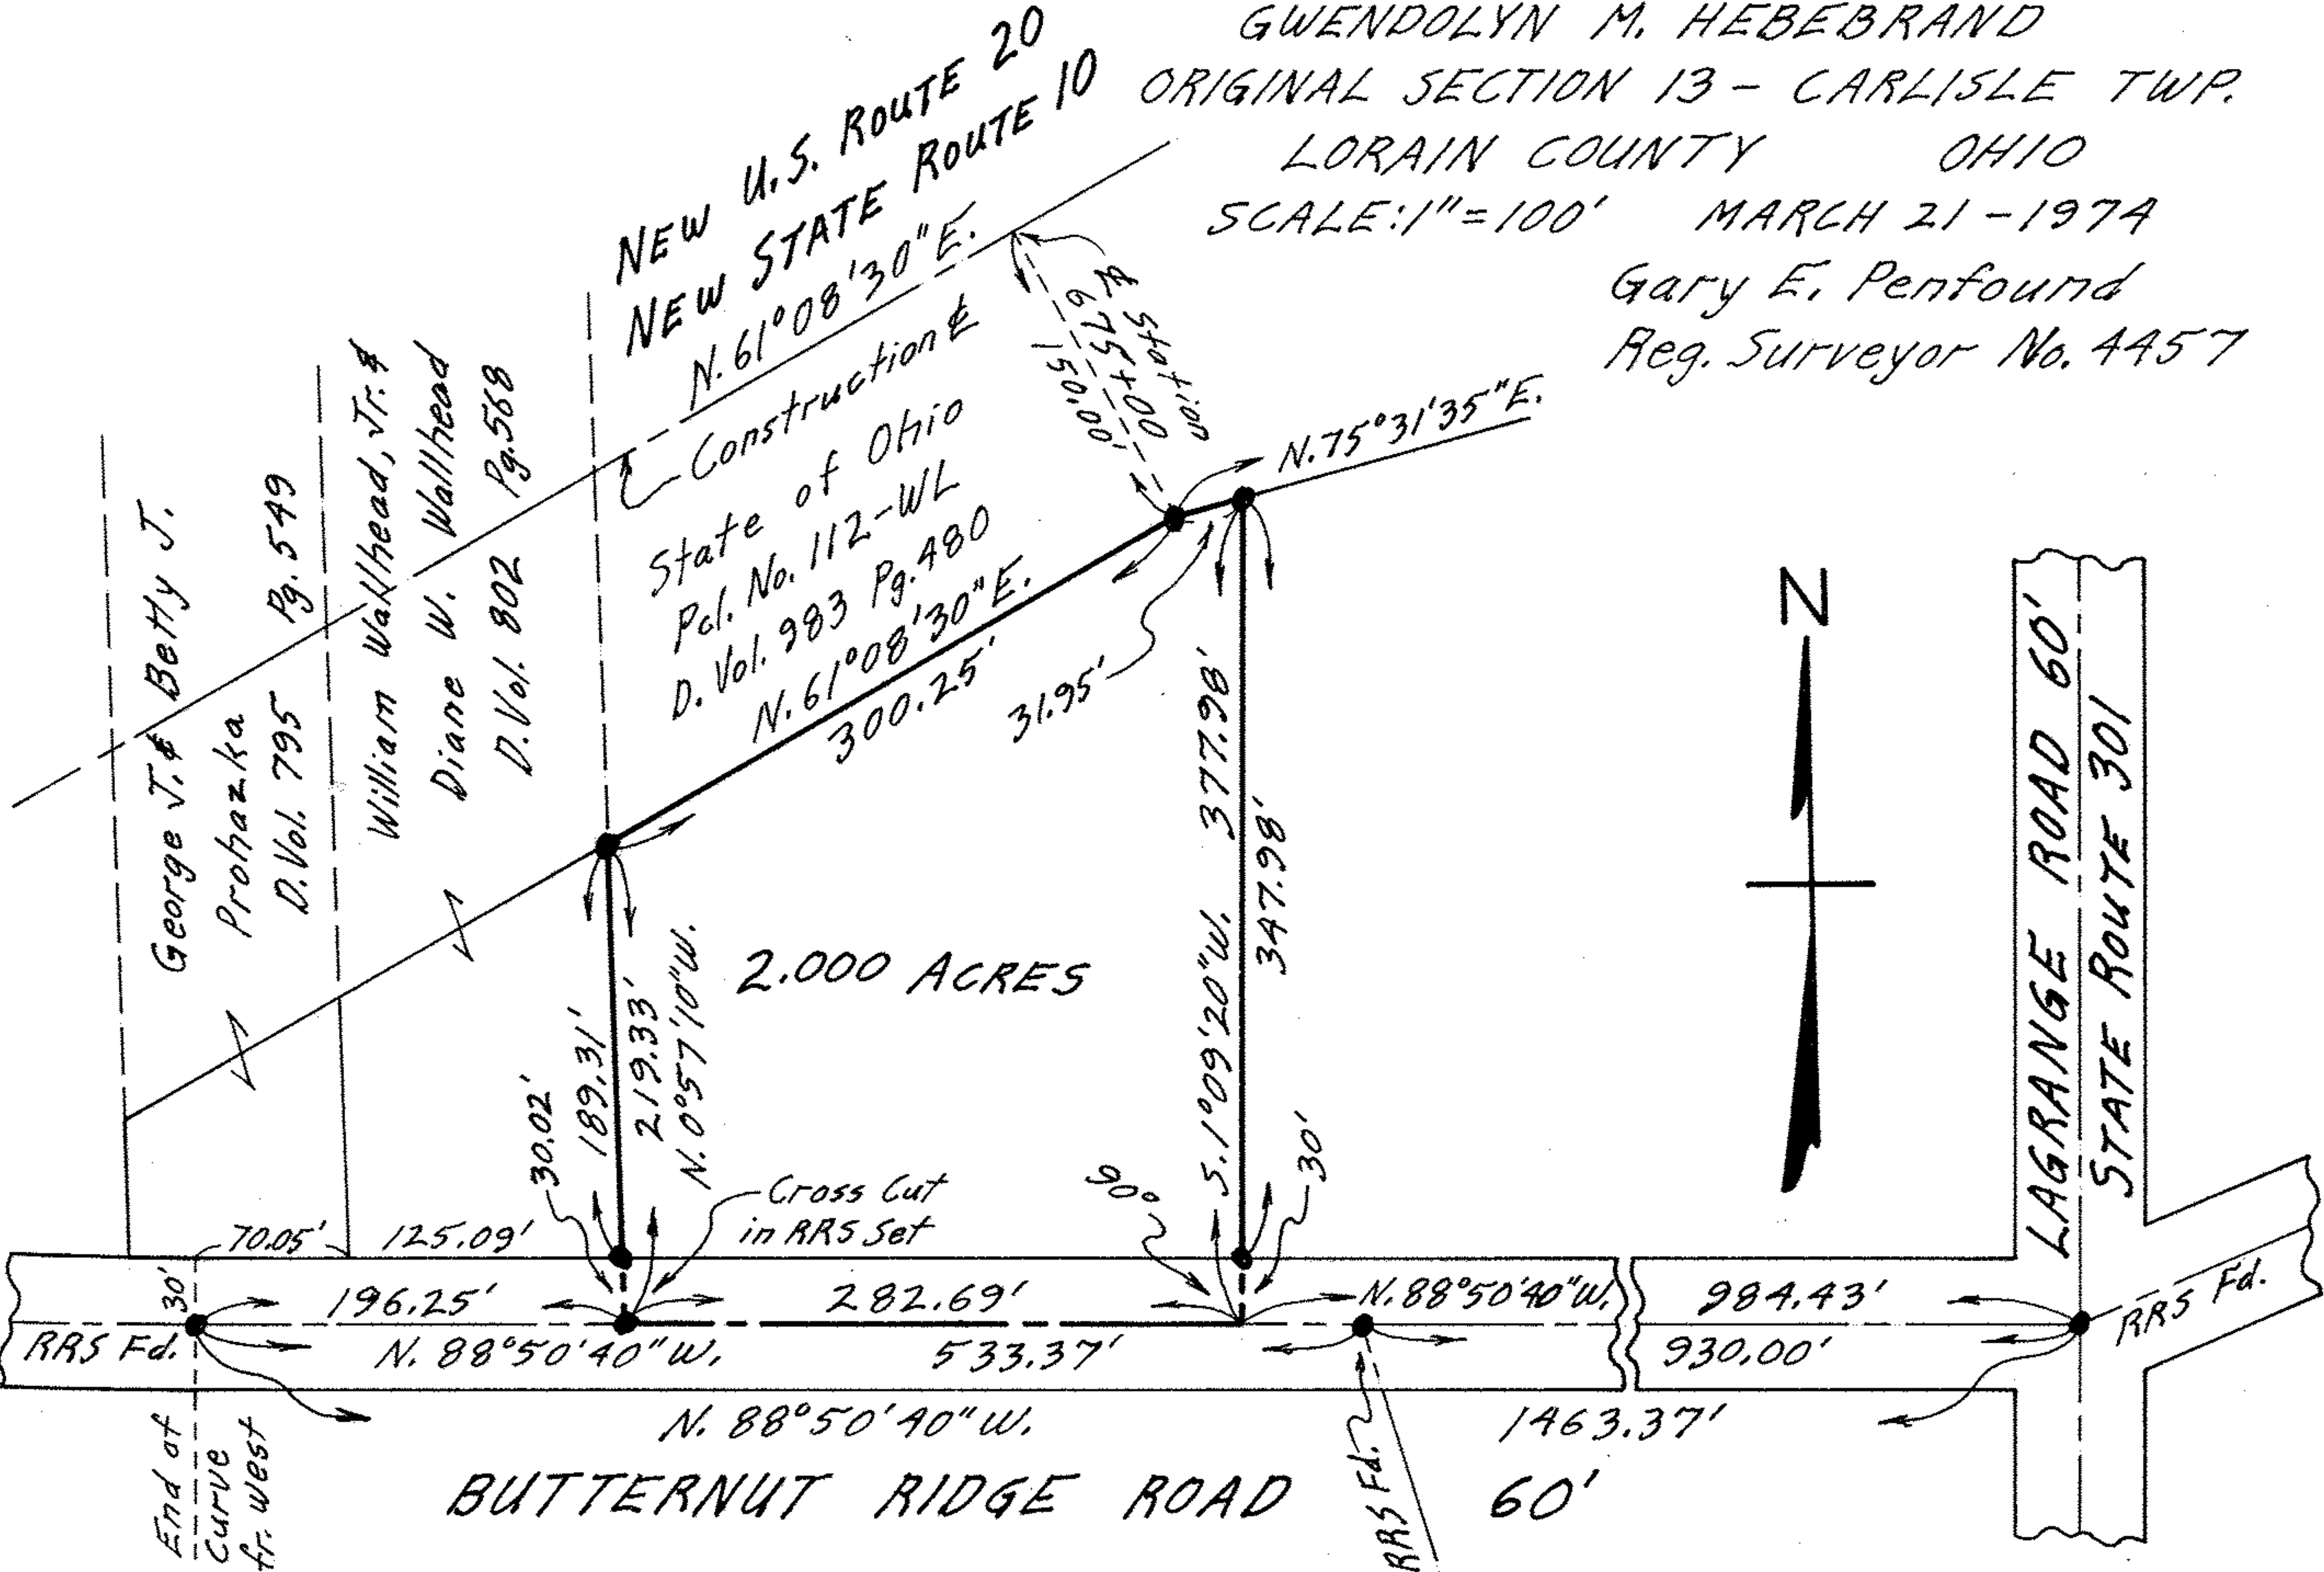 GWENDOLYN M. HEBEBRAND
ORIGINAL SECTION 13 - CARLISLE TWP.
LORAIN COUNTY OHIO
SCALE: 1" = 100' MARCH 21 - 1974
Gary E. Penfound
Reg. Surveyor No. 4457
NEW U.S. ROUTE 20
NEW STATE ROUTE 10
N. 61°08'30" E.
Construction ℄
State of Ohio
Pcl. No. 112-WL
D. Vol. 983 Pg. 480
N. 61°08'30" E.
300.25'
℄ Station
679+00
150.00'
N. 75°31'35" E.
31.95'
George J. & Betty J.
Prohazka
D. Vol. 795 Pg. 549
William Wallhead, Jr. &
Diane W. Wallhead
D. Vol. 802 Pg. 568
2.000 ACRES
30.02'
189.31'
219.33'
N. 0°57'10" W.
S. 1°09'20" W. 377.98'
347.98'
30'
90°
Cross Cut
in RRS Set
N
LAGRANGE ROAD 60'
STATE ROUTE 301
70.05'
125.09'
30'
196.25'
282.69'
N. 88°50'40" W.
984.43'
RRS Fd.
N. 88°50'40" W.
533.37'
930.00'
RRS Fd.
N. 88°50'40" W.
1463.37'
End of
Curve
fr. West
BUTTERNUT RIDGE ROAD 60'
RRS Fd.